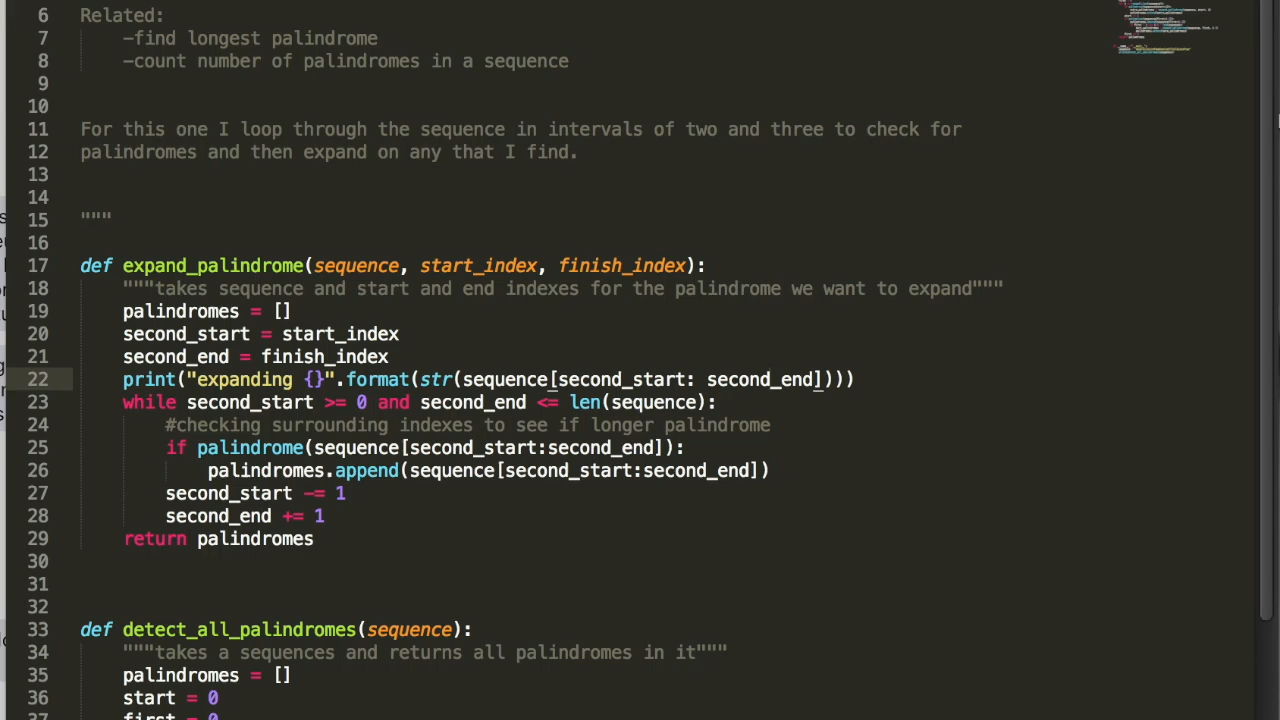 6 Related:
7 -find longest palindrome
8 -count number of palindromes in a sequence
9
10
11 For this one I loop through the sequence in intervals of two and three to check for
12 palindromes and then expand on any that I find.
13
14
15 """
16
17 def expand_palindrome(sequence, start_index, finish_index):
18 """takes sequence and start and end indexes for the palindrome we want to expand"""
19 palindromes = []
20 second_start = start_index
21 second_end = finish_index
22 print("expanding {}".format(str(sequence[second_start: second_end])))
23 while second_start >= 0 and second_end <= len(sequence):
24 #checking surrounding indexes to see if longer palindrome
25 if palindrome(sequence[second_start:second_end]):
26 palindromes.append(sequence[second_start:second_end])
27 second_start -= 1
28 second_end += 1
29 return palindromes
30
31
32
33 def detect_all_palindromes(sequence):
34 """takes a sequences and returns all palindromes in it"""
35 palindromes = []
36 start = 0
37 first = 0